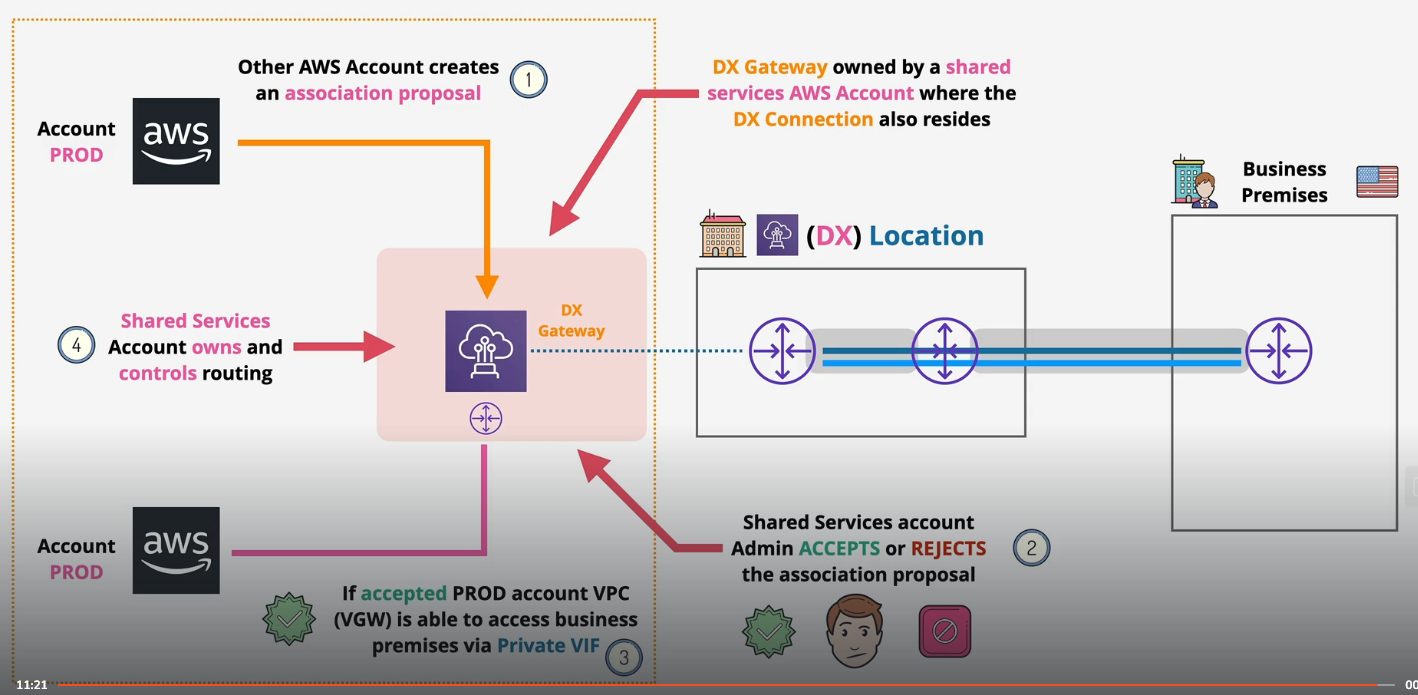 Other AWS Account creates
an association proposal
1
DX Gateway owned by a shared
services AWS Account where the
DX Connection also resides
Account
PROD
aws
Business
Premises
(DX) Location
4
Shared Services
Account owns and
controls routing
DX
Gateway
Account
PROD
aws
Shared Services account
Admin ACCEPTS or REJECTS
the association proposal
2
If accepted PROD account VPC
(VGW) is able to access business
premises via Private VIF
3
11:21
00